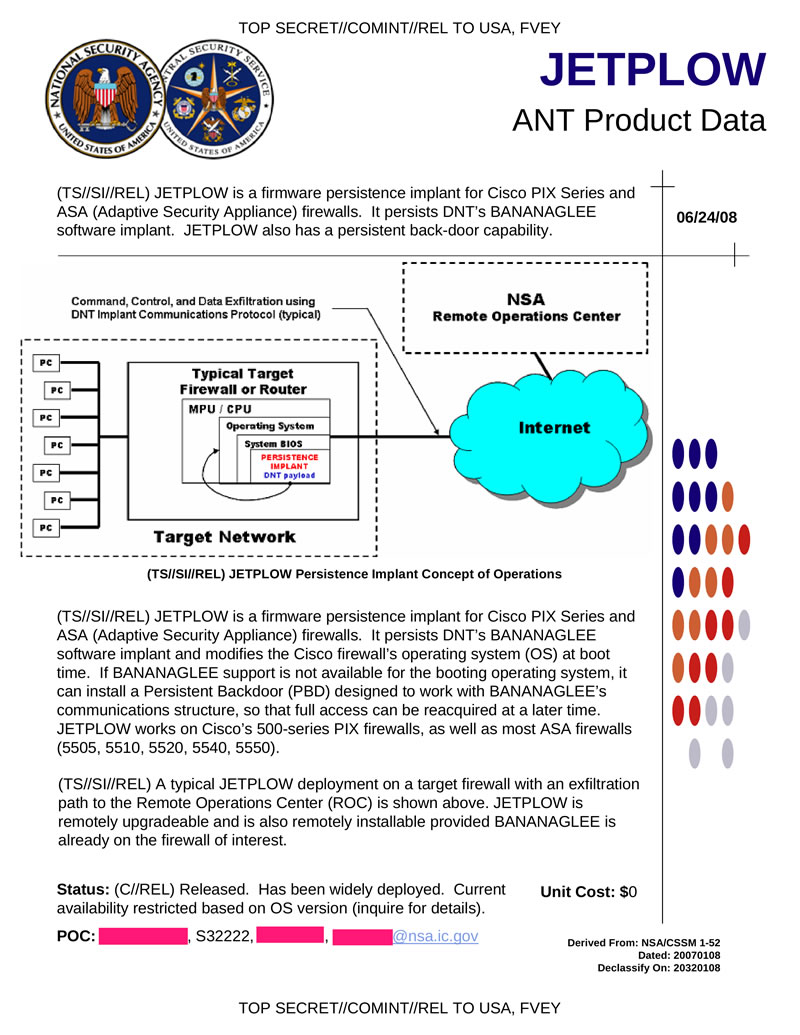 TOP SECRET//COMINT//REL TO USA, FVEY
NATIONAL SECURITY AGENCY
UNITED STATES OF AMERICA
TRAL SECURITY SERVICE
UNITED STATES OF AMERICA
JETPLOW
ANT Product Data
(TS//SI//REL) JETPLOW is a firmware persistence implant for Cisco PIX Series and
ASA (Adaptive Security Appliance) firewalls.  It persists DNT's BANANAGLEE
software implant.  JETPLOW also has a persistent back-door capability.
06/24/08
Command, Control, and Data Exfiltration using
DNT Implant Communications Protocol (typical)
NSA
Remote Operations Center
PC
PC
PC
PC
PC
PC
PC
Typical Target
Firewall or Router
MPU / CPU
Operating System
System BIOS
PERSISTENCE
IMPLANT
DNT payload
Internet
Target Network
(TS//SI//REL) JETPLOW Persistence Implant Concept of Operations
(TS//SI//REL) JETPLOW is a firmware persistence implant for Cisco PIX Series and
ASA (Adaptive Security Appliance) firewalls.  It persists DNT's BANANAGLEE
software implant and modifies the Cisco firewall's operating system (OS) at boot
time.  If BANANAGLEE support is not available for the booting operating system, it
can install a Persistent Backdoor (PBD) designed to work with BANANAGLEE's
communications structure, so that full access can be reacquired at a later time.
JETPLOW works on Cisco's 500-series PIX firewalls, as well as most ASA firewalls
(5505, 5510, 5520, 5540, 5550).
(TS//SI//REL) A typical JETPLOW deployment on a target firewall with an exfiltration
path to the Remote Operations Center (ROC) is shown above. JETPLOW is
remotely upgradeable and is also remotely installable provided BANANAGLEE is
already on the firewall of interest.
Status: (C//REL) Released.  Has been widely deployed.  Current
availability restricted based on OS version (inquire for details).
Unit Cost: $0
POC: , S32222, , @nsa.ic.gov
Derived From: NSA/CSSM 1-52
Dated: 20070108
Declassify On: 20320108
TOP SECRET//COMINT//REL TO USA, FVEY